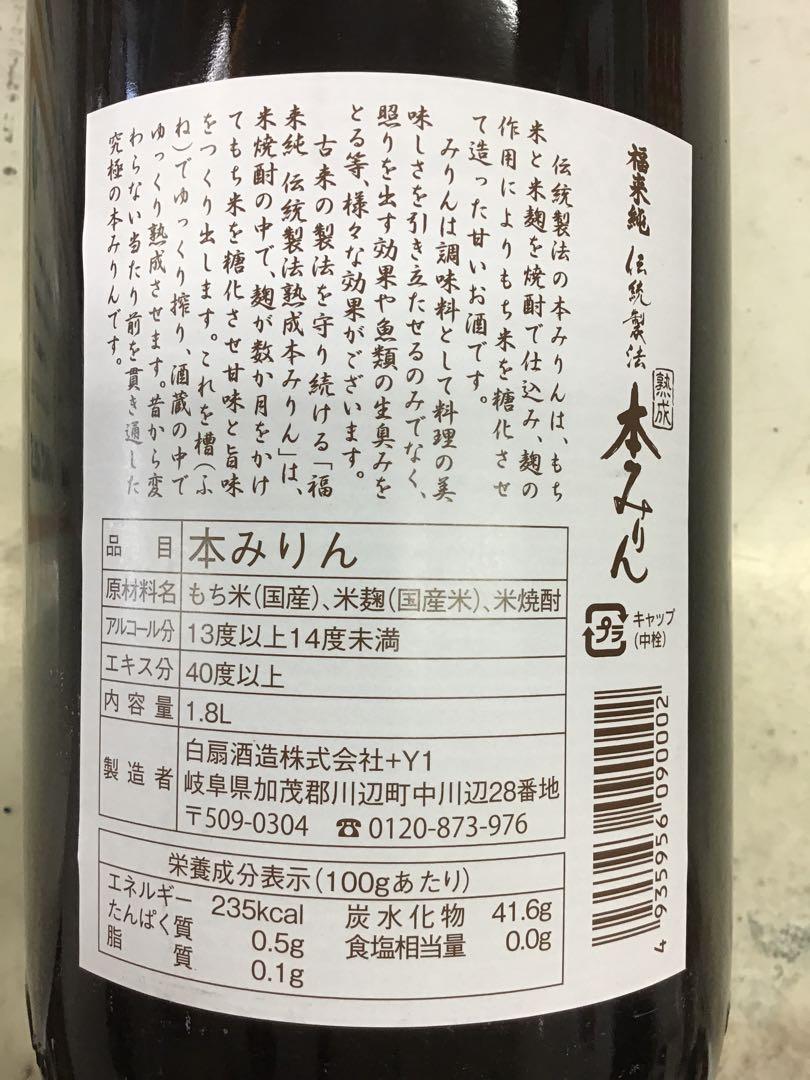 福来純 伝統製法
熟成
本みりん
伝統製法の本みりんは、もち
米と米麹を焼酎で仕込み、麹の
作用によりもち米を糖化させ
て造った甘いお酒です。
みりんは調味料として料理の美
味しさを引き立たせるのみでなく、
照りを出す効果や魚類の生臭みを
とる等、様々な効果がございます。
古来の製法を守り続ける「福
来純 伝統製法熟成本みりん」は、
米焼酎の中で、麹が数か月をかけ
てもち米を糖化させ甘味と旨味
をつくり出します。これを槽(ふ
ね)でゆっくり搾り、酒蔵の中で
ゆっくり熟成させます。昔から変
わらない当たり前を貫き通した
究極の本みりんです。
プラ
キャップ
(中栓)
品目 本みりん
原材料名 もち米(国産)、米麹(国産米)、米焼酎
アルコール分 13度以上14度未満
エキス分 40度以上
内容量 1.8L
製造者 白扇酒造株式会社+Y1
岐阜県加茂郡川辺町中川辺28番地
〒509-0304 ☎0120-873-976
栄養成分表示(100gあたり)
エネルギー 235kcal 炭水化物 41.6g
たんぱく質 0.5g 食塩相当量 0.0g
脂質 0.1g
4 935956 090002